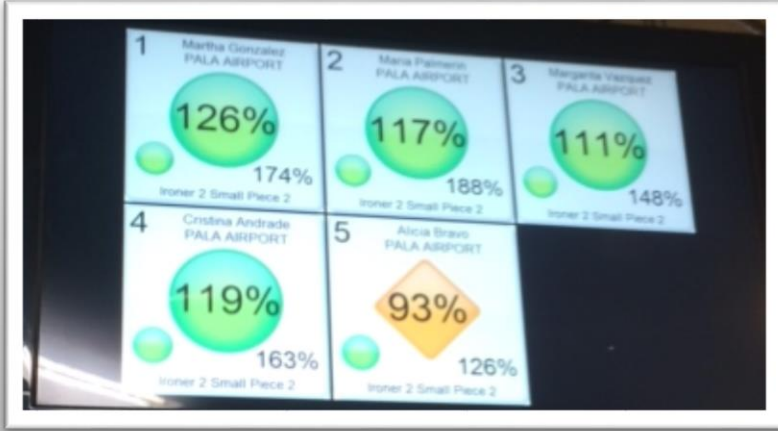 1
Martha Gonzalez
PALA AIRPORT
126%
174%
Ironer 2 Small Piece 2
2
Maria Palmerin
PALA AIRPORT
117%
188%
Ironer 2 Small Piece 2
3
Margarita Vazquez
PALA AIRPORT
111%
148%
Ironer 2 Small Piece 2
4
Cristina Andrade
PALA AIRPORT
119%
163%
Ironer 2 Small Piece 2
5
Alicia Bravo
PALA AIRPORT
93%
126%
Ironer 2 Small Piece 2